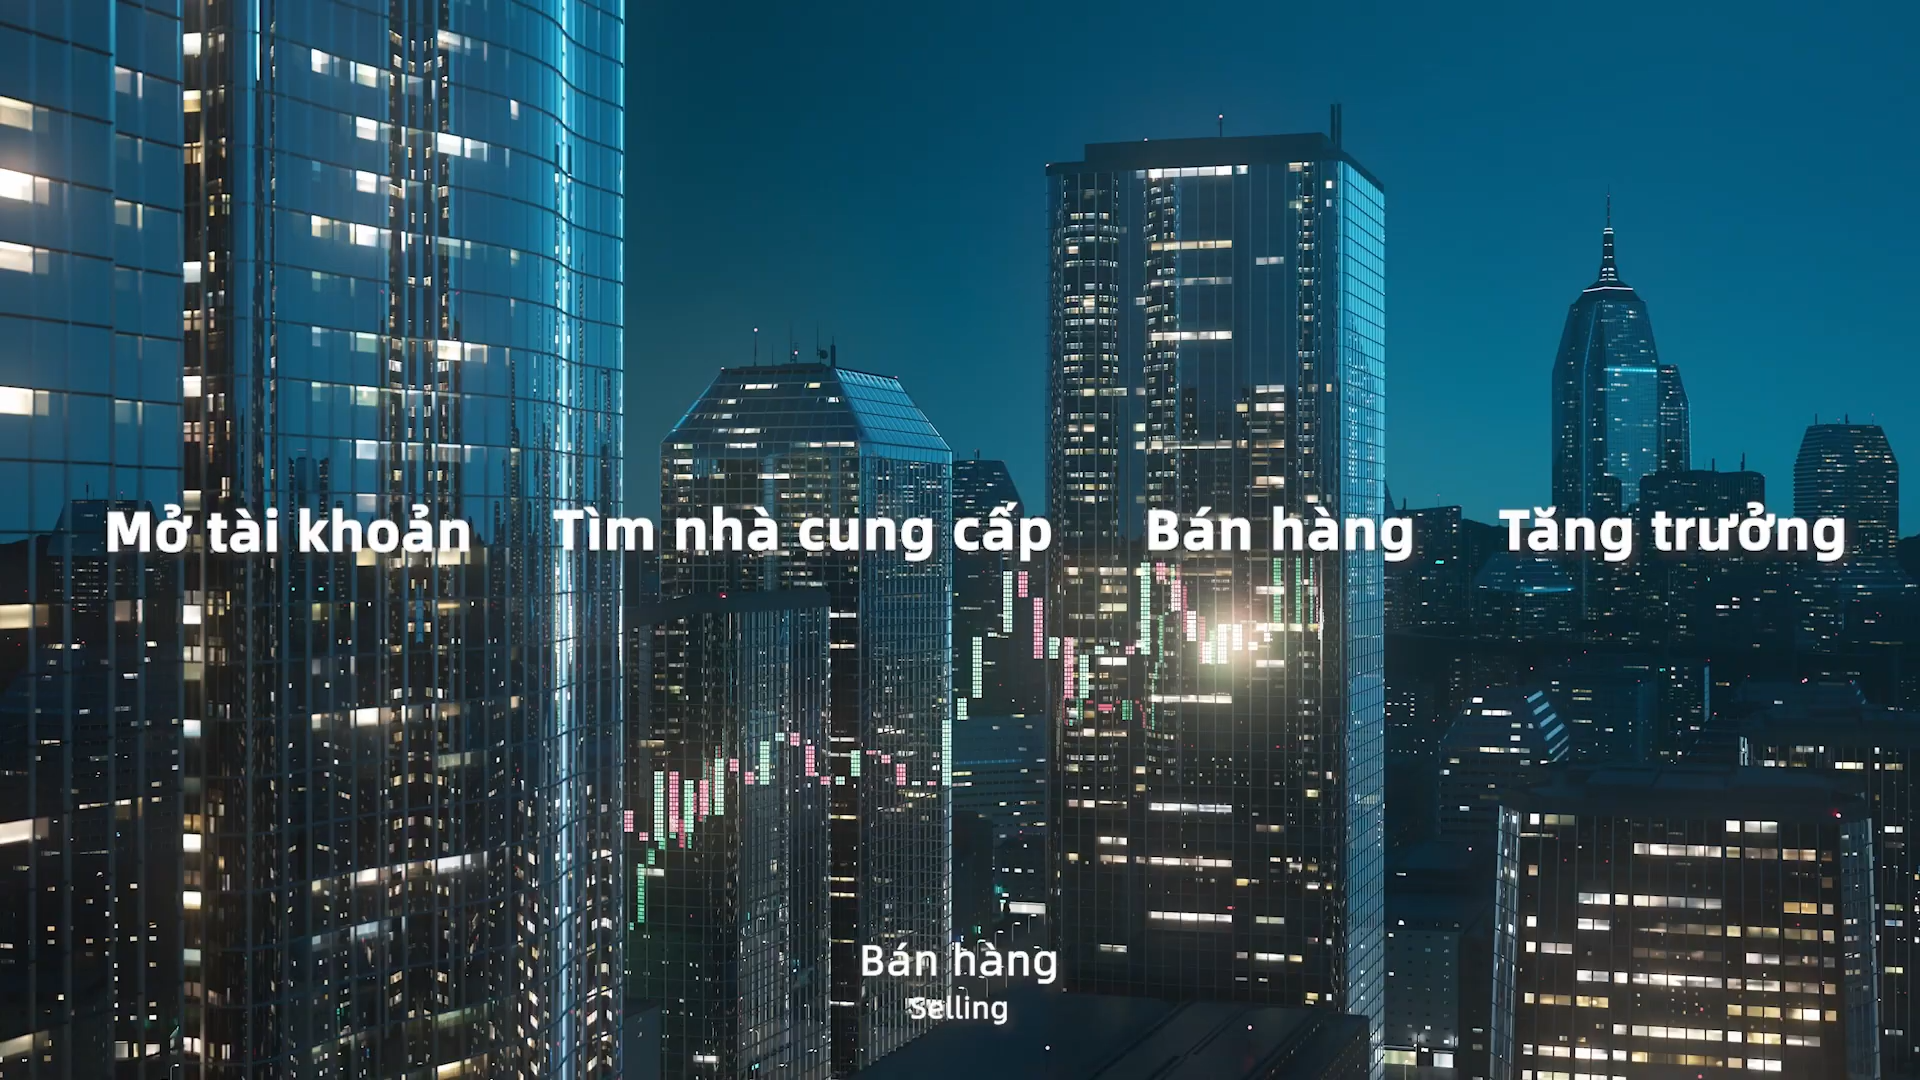 Mở tài khoản Tìm nhà cung cấp Bán hàng Tăng trưởng
Bán hàng
Selling